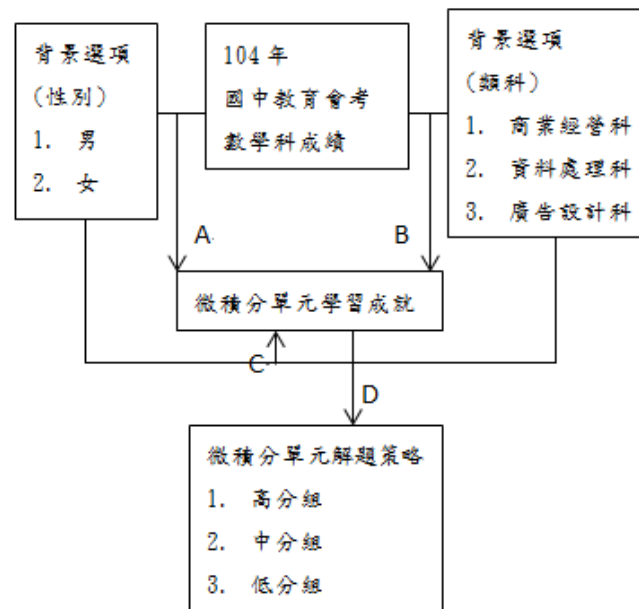 背景選項
(性別)
1. 男
2. 女
104 年
國中教育會考
數學科成績
背景選項
(類科)
1. 商業經營科
2. 資料處理科
3. 廣告設計科
A
B
微積分單元學習成就
C
D
微積分單元解題策略
1. 高分組
2. 中分組
3. 低分組